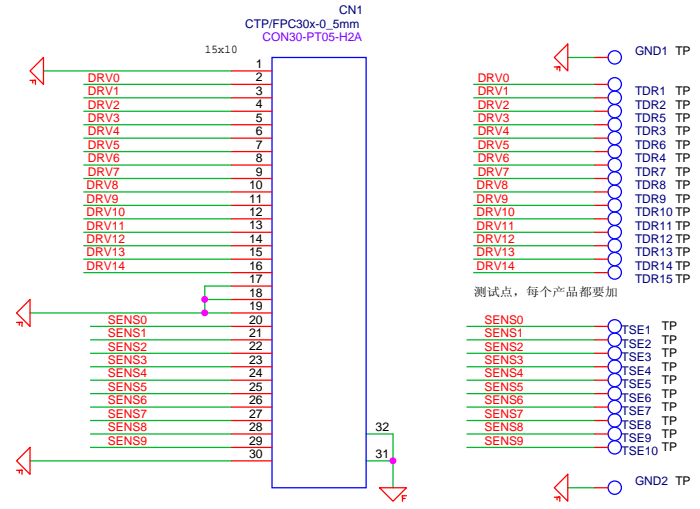 CN1
CTP/FPC30x-0_5mm
CON30-PT05-H2A
15x10
1
DRV0 2
DRV1 3
DRV2 4
DRV3 5
DRV4 6
DRV5 7
DRV6 8
DRV7 9
DRV8 10
DRV9 11
DRV10 12
DRV11 13
DRV12 14
DRV13 15
DRV14 16
17
18
19
SENS0 20
SENS1 21
SENS2 22
SENS3 23
SENS4 24
SENS5 25
SENS6 26
SENS7 27
SENS8 28
SENS9 29
30
32
31
F
F
F
F
GND1 TP
F
DRV0 TDR1 TP
DRV1 TDR2 TP
DRV2 TDR5 TP
DRV3 TDR3 TP
DRV4 TDR6 TP
DRV5 TDR4 TP
DRV6 TDR7 TP
DRV7 TDR8 TP
DRV8 TDR9 TP
DRV9 TDR10 TP
DRV10 TDR11 TP
DRV11 TDR12 TP
DRV12 TDR13 TP
DRV13 TDR14 TP
DRV14 TDR15 TP
测试点，每个产品都要加
SENS0 TSE1 TP
SENS1 TSE2 TP
SENS2 TSE3 TP
SENS3 TSE4 TP
SENS4 TSE5 TP
SENS5 TSE6 TP
SENS6 TSE7 TP
SENS7 TSE8 TP
SENS8 TSE9 TP
SENS9 TSE10 TP
GND2 TP
F